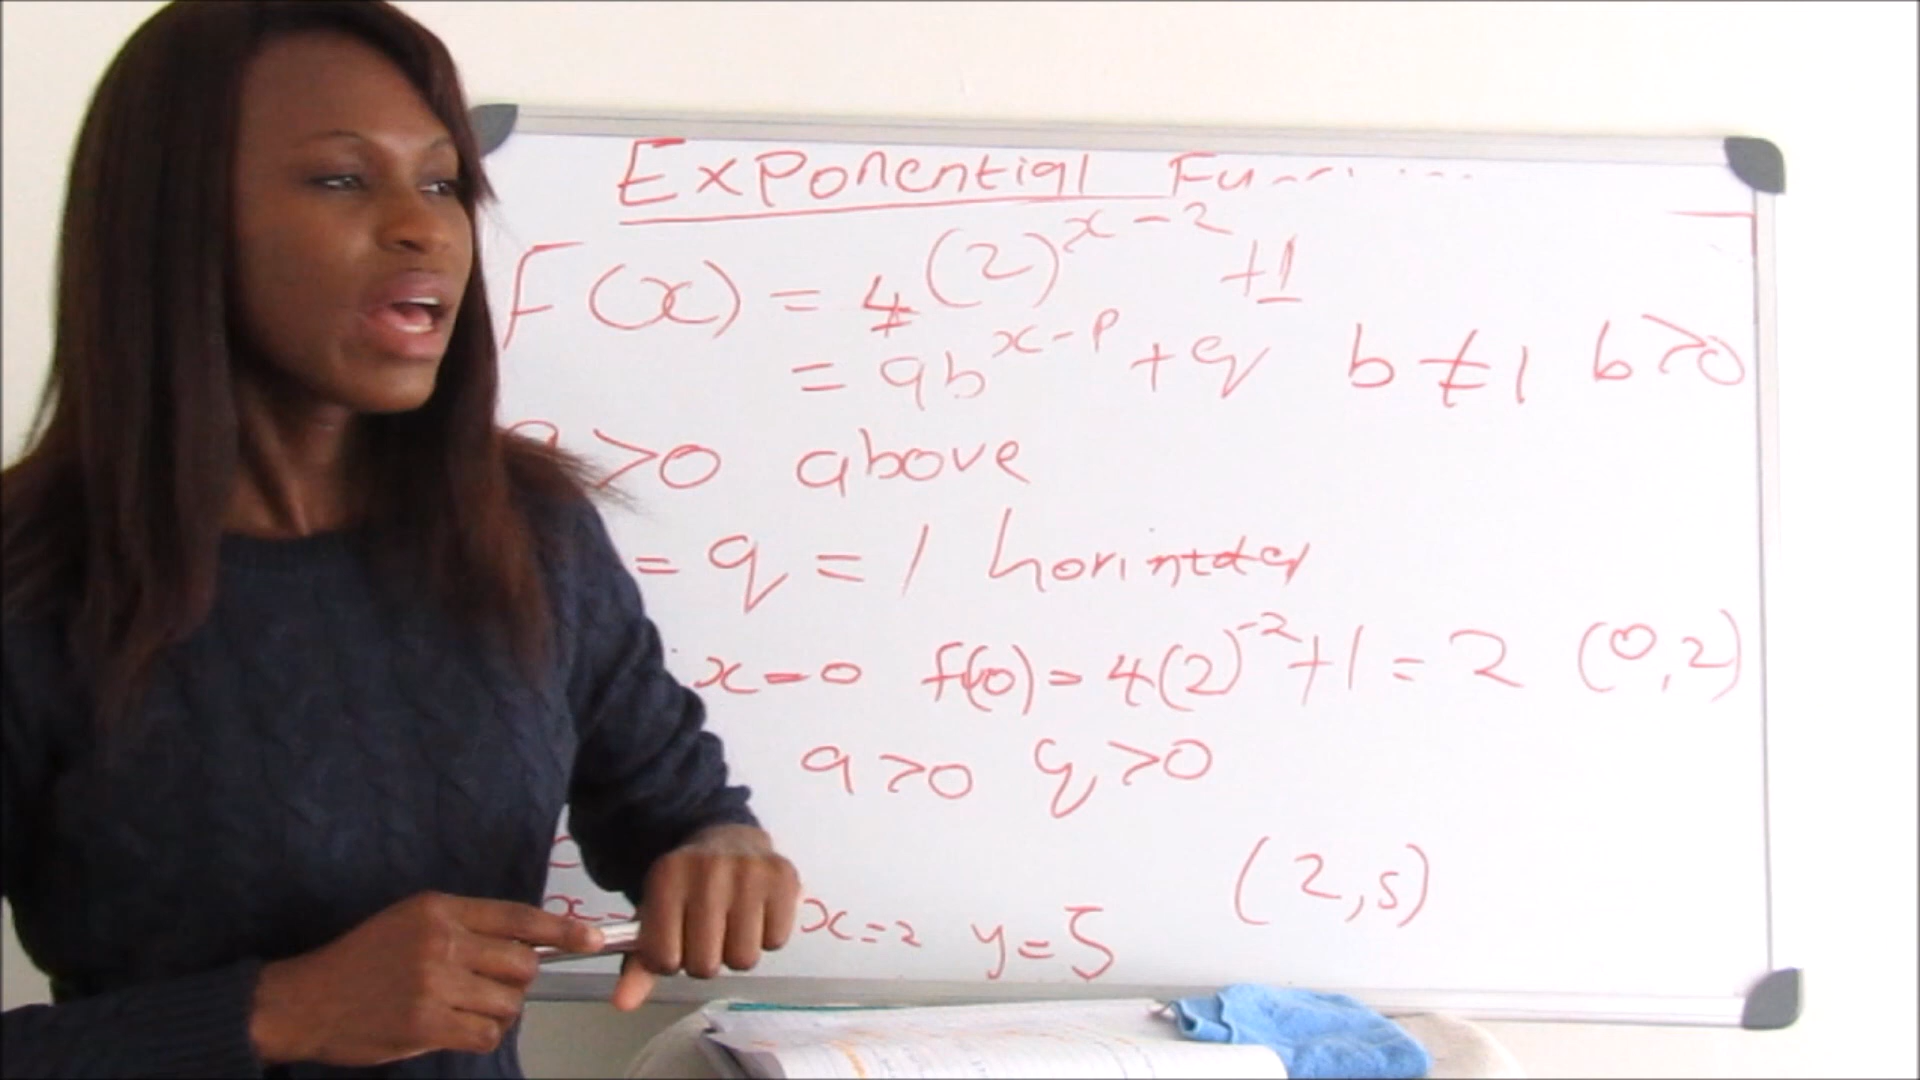 Exponential Fu
F(x) = 4(2)^{x-2} +1
= ab^{x-p} + q b ≠ 1 b > 0
>0 above
= q = 1
x=0 f(0) = 4(2)^{-2} + 1 = 2 (0,2)
a>0 q>0
(2,5)
x=2 y=5